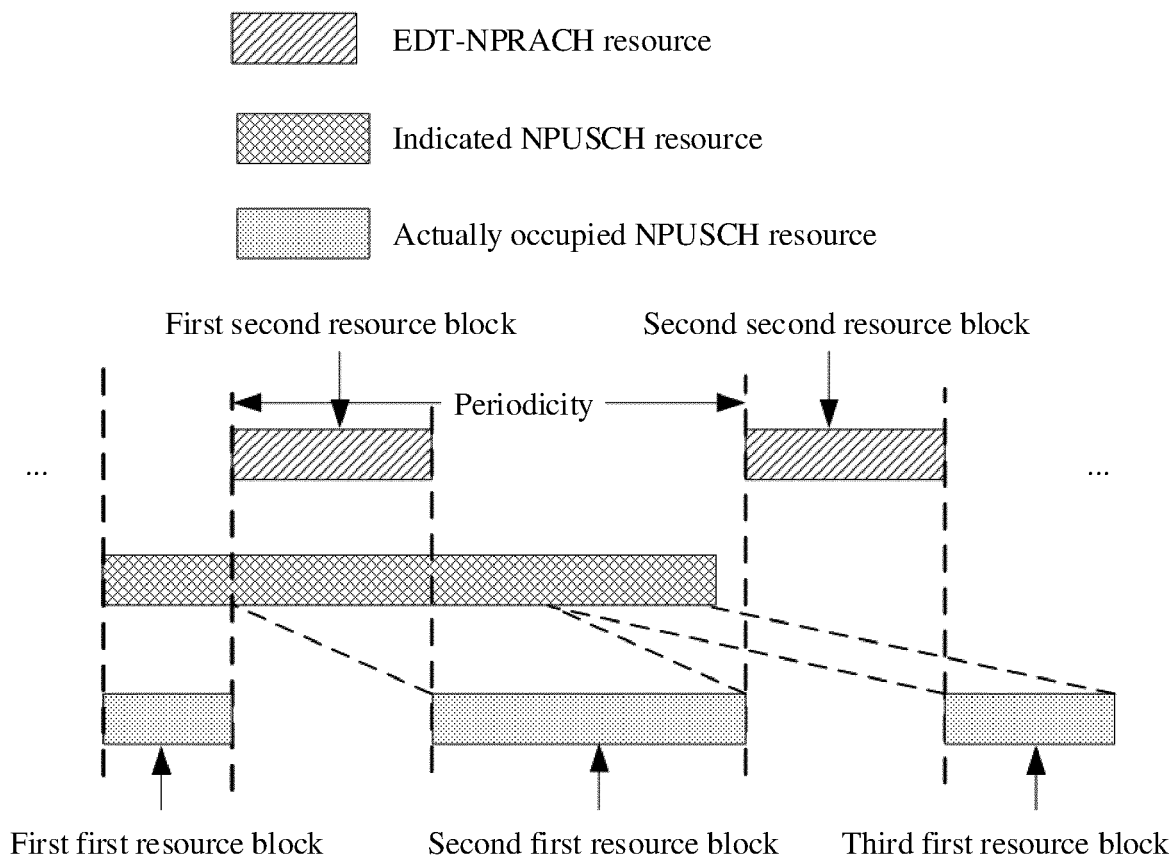 EDT-NPRACH resource
Indicated NPUSCH resource
Actually occupied NPUSCH resource
First second resource block
Second second resource block
Periodicity
...
...
First first resource block
Second first resource block
Third first resource block